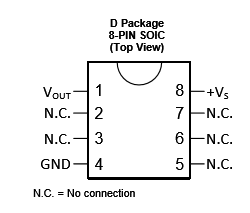 D Package
8-PIN SOIC
(Top View)
VOUT 1 8 +VS
N.C. 2 7 N.C.
N.C. 3 6 N.C.
GND 4 5 N.C.
N.C. = No connection